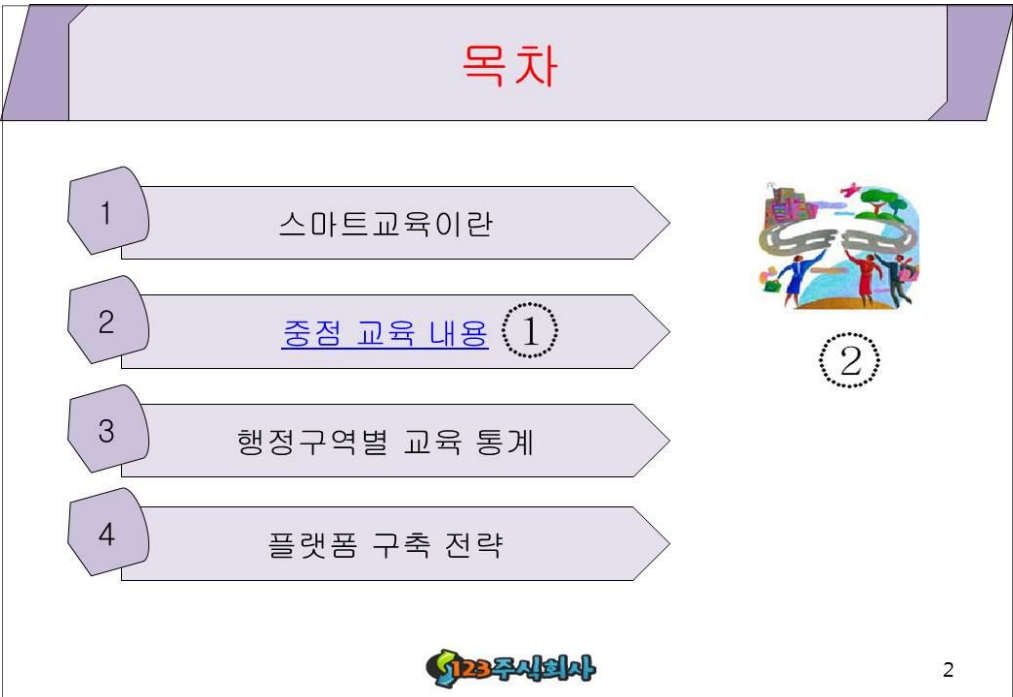 목차
1
스마트교육이란
2
중점 교육 내용 ①
②
3
행정구역별 교육 통계
4
플랫폼 구축 전략
123주식회사
2